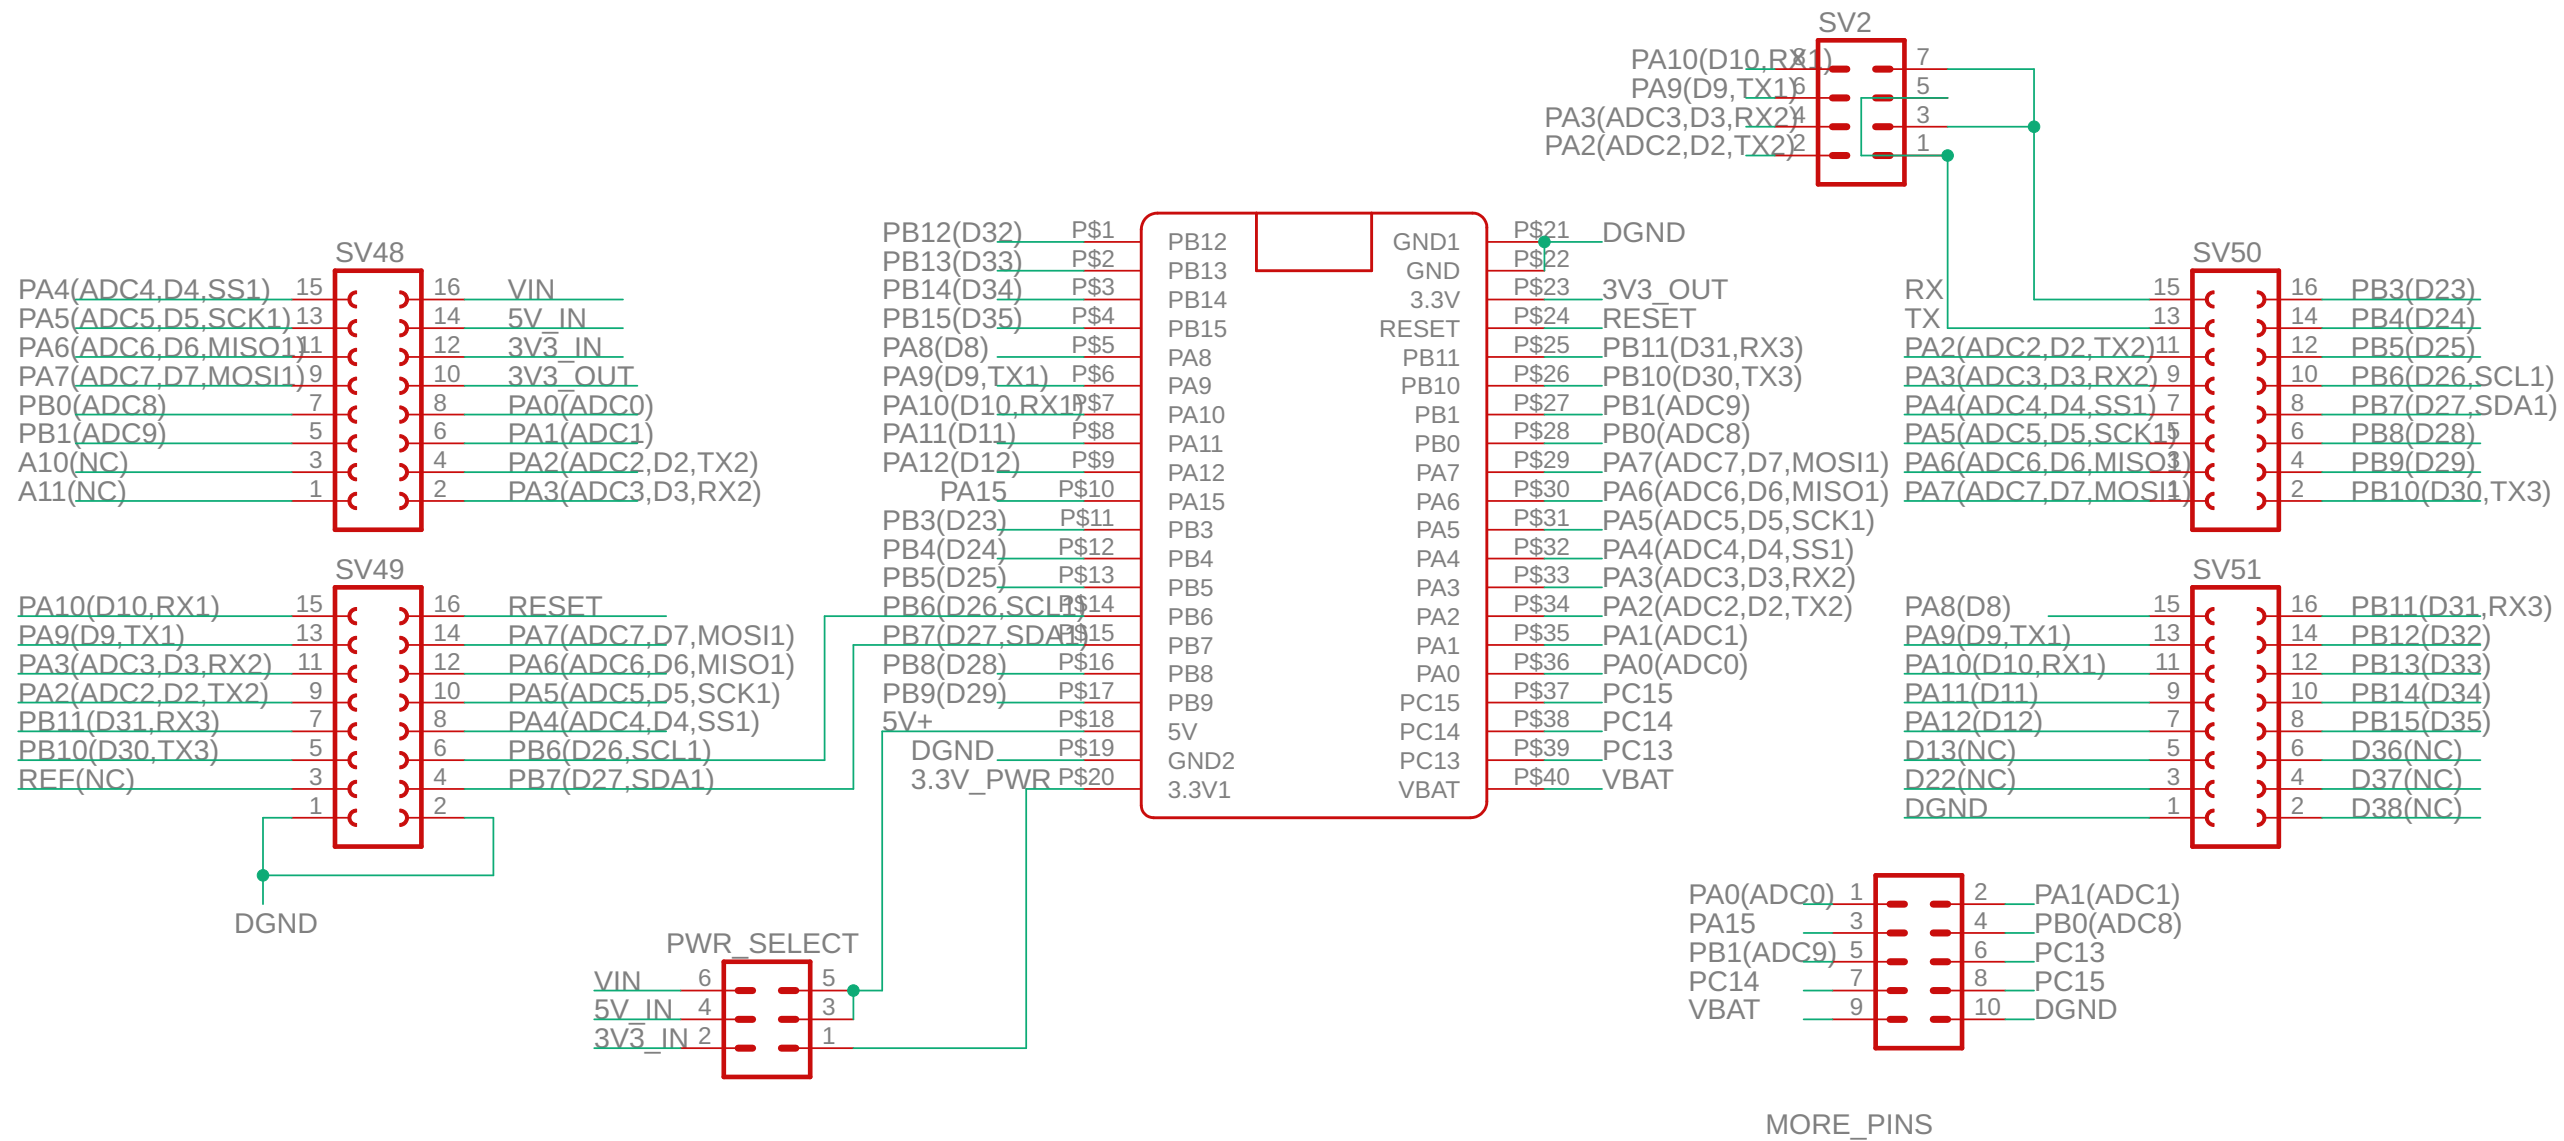 SV2
PA10(D10,RX1) 8 7
PA9(D9,TX1) 6 5
PA3(ADC3,D3,RX2) 4 3
PA2(ADC2,D2,TX2) 2 1
SV48
PA4(ADC4,D4,SS1) 15 16 VIN
PA5(ADC5,D5,SCK1) 13 14 5V_IN
PA6(ADC6,D6,MISO1) 11 12 3V3_IN
PA7(ADC7,D7,MOSI1) 9 10 3V3_OUT
PB0(ADC8) 7 8 PA0(ADC0)
PB1(ADC9) 5 6 PA1(ADC1)
A10(NC) 3 4 PA2(ADC2,D2,TX2)
A11(NC) 1 2 PA3(ADC3,D3,RX2)
SV49
PA10(D10,RX1) 15 16 RESET
PA9(D9,TX1) 13 14 PA7(ADC7,D7,MOSI1)
PA3(ADC3,D3,RX2) 11 12 PA6(ADC6,D6,MISO1)
PA2(ADC2,D2,TX2) 9 10 PA5(ADC5,D5,SCK1)
PB11(D31,RX3) 7 8 PA4(ADC4,D4,SS1)
PB10(D30,TX3) 5 6 PB6(D26,SCL1)
REF(NC) 3 4 PB7(D27,SDA1)
1 2
DGND
PB12(D32) P$1 PB12 GND1 P$21 DGND
PB13(D33) P$2 PB13 GND P$22
PB14(D34) P$3 PB14 3.3V P$23 3V3_OUT
PB15(D35) P$4 PB15 RESET P$24 RESET
PA8(D8) P$5 PA8 PB11 P$25 PB11(D31,RX3)
PA9(D9,TX1) P$6 PA9 PB10 P$26 PB10(D30,TX3)
PA10(D10,RX1) P$7 PA10 PB1 P$27 PB1(ADC9)
PA11(D11) P$8 PA11 PB0 P$28 PB0(ADC8)
PA12(D12) P$9 PA12 PA7 P$29 PA7(ADC7,D7,MOSI1)
PA15 P$10 PA15 PA6 P$30 PA6(ADC6,D6,MISO1)
PB3(D23) P$11 PB3 PA5 P$31 PA5(ADC5,D5,SCK1)
PB4(D24) P$12 PB4 PA4 P$32 PA4(ADC4,D4,SS1)
PB5(D25) P$13 PB5 PA3 P$33 PA3(ADC3,D3,RX2)
PB6(D26,SCL1) P$14 PB6 PA2 P$34 PA2(ADC2,D2,TX2)
PB7(D27,SDA1) P$15 PB7 PA1 P$35 PA1(ADC1)
PB8(D28) P$16 PB8 PA0 P$36 PA0(ADC0)
PB9(D29) P$17 PB9 PC15 P$37 PC15
5V+ P$18 5V PC14 P$38 PC14
DGND P$19 GND2 PC13 P$39 PC13
3.3V_PWR P$20 3.3V1 VBAT P$40 VBAT
SV50
RX 15 16 PB3(D23)
TX 13 14 PB4(D24)
PA2(ADC2,D2,TX2) 11 12 PB5(D25)
PA3(ADC3,D3,RX2) 9 10 PB6(D26,SCL1)
PA4(ADC4,D4,SS1) 7 8 PB7(D27,SDA1)
PA5(ADC5,D5,SCK1) 5 6 PB8(D28)
PA6(ADC6,D6,MISO1) 3 4 PB9(D29)
PA7(ADC7,D7,MOSI1) 1 2 PB10(D30,TX3)
SV51
PA8(D8) 15 16 PB11(D31,RX3)
PA9(D9,TX1) 13 14 PB12(D32)
PA10(D10,RX1) 11 12 PB13(D33)
PA11(D11) 9 10 PB14(D34)
PA12(D12) 7 8 PB15(D35)
D13(NC) 5 6 D36(NC)
D22(NC) 3 4 D37(NC)
DGND 1 2 D38(NC)
PWR_SELECT
VIN 6 5
5V_IN 4 3
3V3_IN 2 1
PA0(ADC0) 1 2 PA1(ADC1)
PA15 3 4 PB0(ADC8)
PB1(ADC9) 5 6 PC13
PC14 7 8 PC15
VBAT 9 10 DGND
MORE_PINS